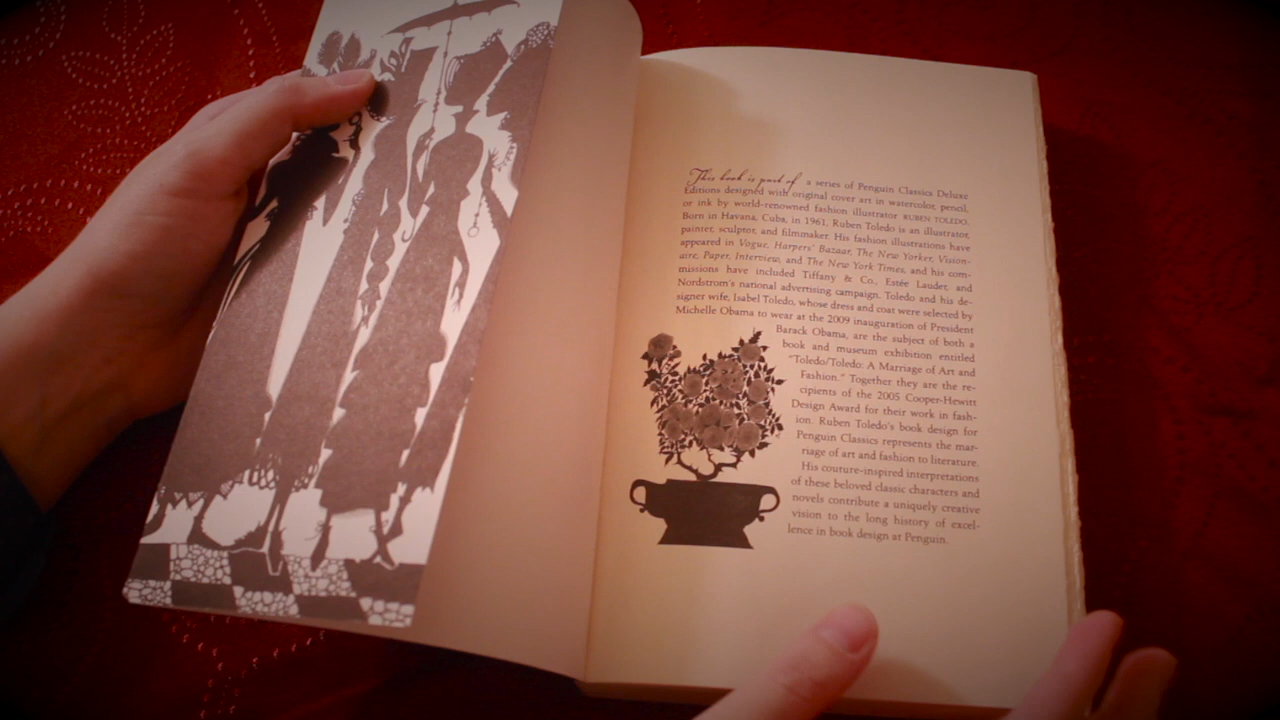 This book is part of a series of Penguin Classics Deluxe
Editions designed with original cover art in watercolor, pencil,
or ink by world-renowned fashion illustrator RUBEN TOLEDO.
Born in Havana, Cuba, in 1961, Ruben Toledo is an illustrator,
painter, sculptor, and filmmaker. His fashion illustrations have
appeared in Vogue, Harpers' Bazaar, The New Yorker, Vision-
aire, Paper, Interview, and The New York Times, and his com-
missions have included Tiffany & Co., Estée Lauder, and
Nordstrom's national advertising campaign. Toledo and his de-
signer wife, Isabel Toledo, whose dress and coat were selected by
Michelle Obama to wear at the 2009 inauguration of President
Barack Obama, are the subject of both a
book and museum exhibition entitled
"Toledo/Toledo: A Marriage of Art and
Fashion." Together they are the re-
cipients of the 2005 Cooper-Hewitt
Design Award for their work in fash-
ion. Ruben Toledo's book design for
Penguin Classics represents the mar-
riage of art and fashion to literature.
His couture-inspired interpretations
of these beloved classic characters and
novels contribute a uniquely creative
vision to the long history of excel-
lence in book design at Penguin.